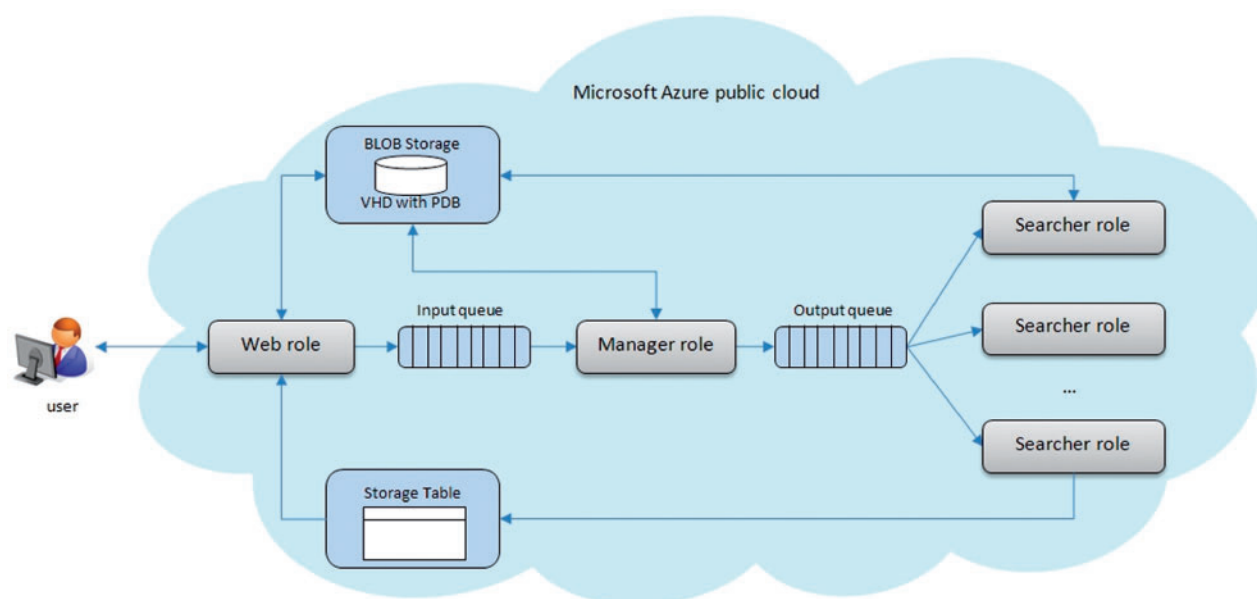 Microsoft Azure public cloud
BLOB Storage
VHD with PDB
Searcher role
Input queue
Output queue
Web role
Manager role
Searcher role
user
...
Searcher role
Storage Table